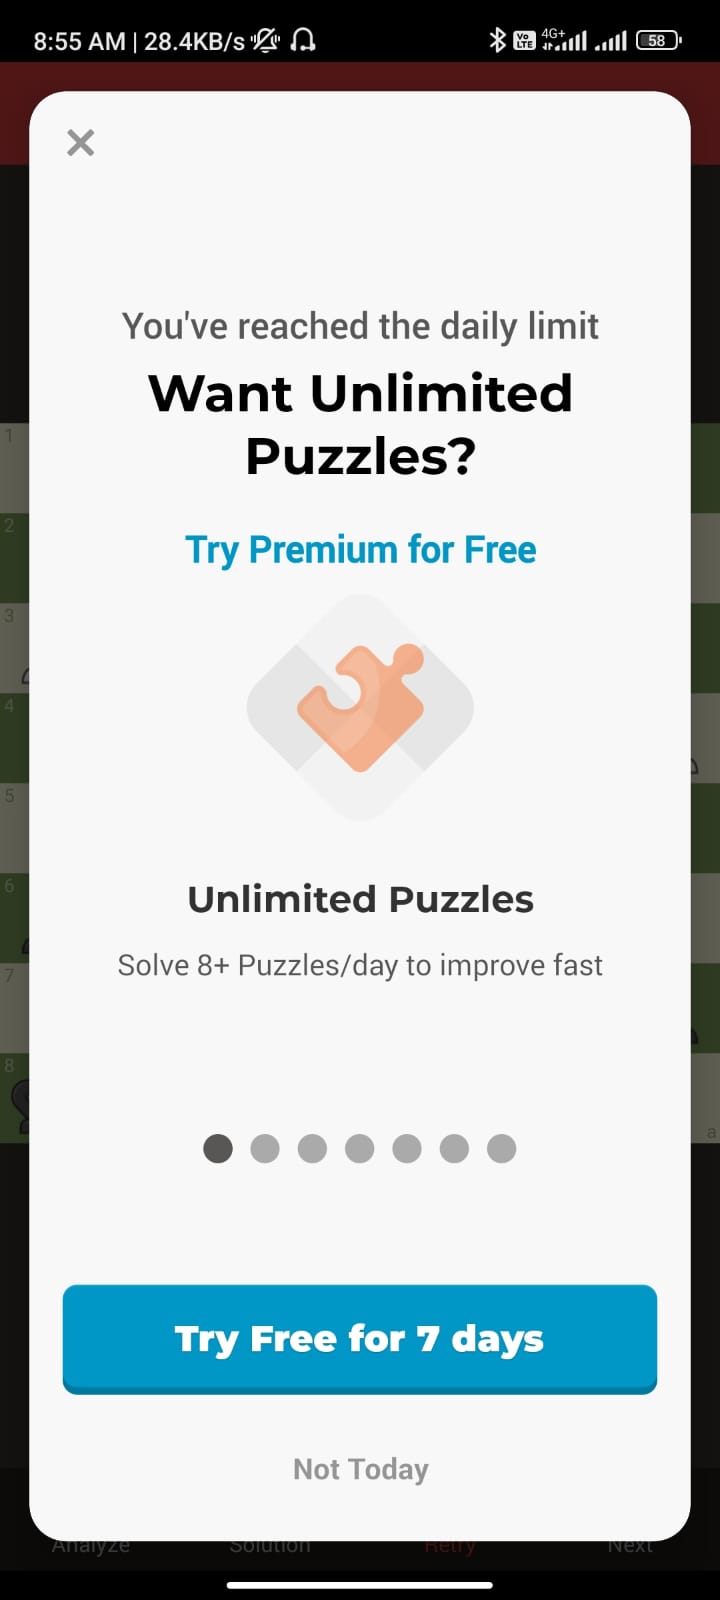 8:55 AM | 28.4KB/s
Vo LTE 4G+ 58
You've reached the daily limit
Want Unlimited
Puzzles?
Try Premium for Free
1
2
3
4
5
6
7
8
a
Unlimited Puzzles
Solve 8+ Puzzles/day to improve fast
Try Free for 7 days
Not Today
Analyze Solution Retry Next